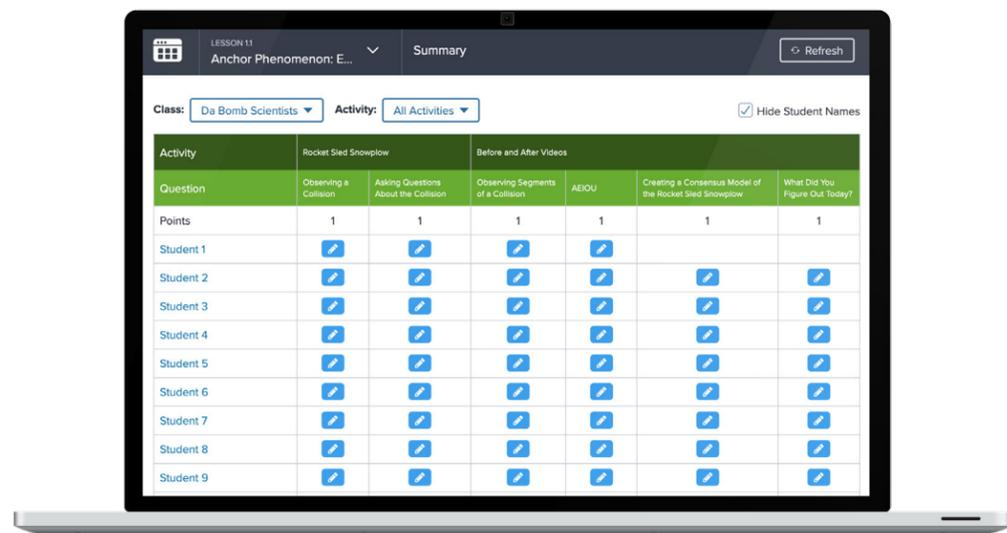 LESSON 1.1
Anchor Phenomenon: E...
Summary
Refresh
Class: Da Bomb Scientists Activity: All Activities Hide Student Names
Activity Rocket Sled Snowplow Before and After Videos
Question Observing a Collision Asking Questions About the Collision Observing Segments of a Collision AEIOU Creating a Consensus Model of the Rocket Sled Snowplow What Did You Figure Out Today?
Points 1 1 1 1 1 1
Student 1
Student 2
Student 3
Student 4
Student 5
Student 6
Student 7
Student 8
Student 9